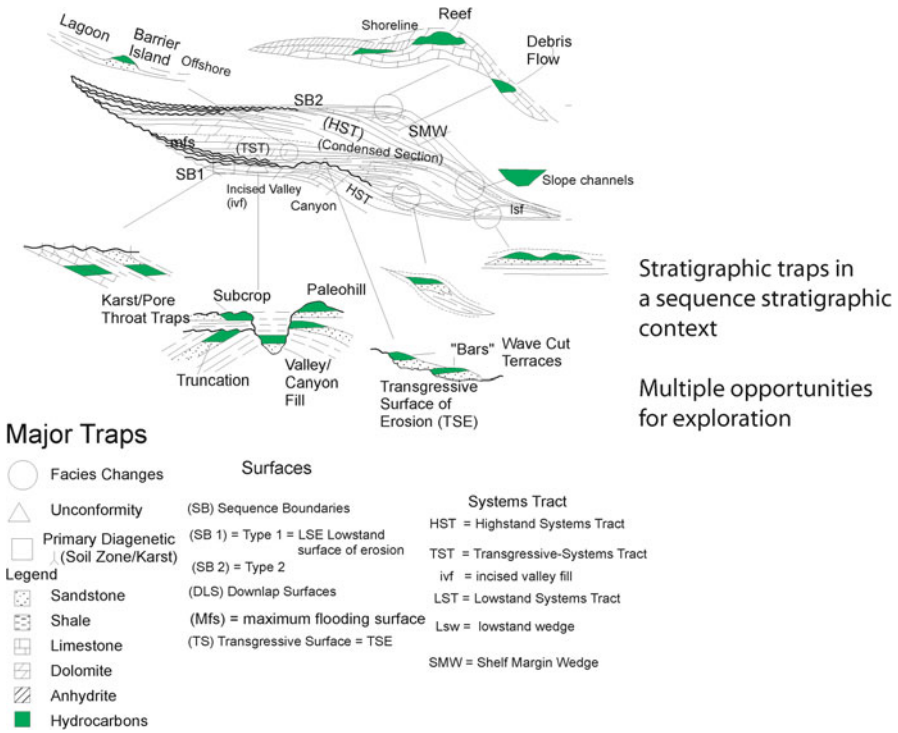 Lagoon
Barrier
Island
Offshore
Shoreline
Reef
Debris
Flow
SB2
(HST)
SMW
mfs
(TST)
(Condensed Section)
SB1
HST
Incised Valley
(ivf)
Canyon
Slope channels
lsf
Karst/Pore
Throat Traps
Subcrop
Paleohill
Truncation
Valley/
Canyon
Fill
"Bars"
Wave Cut
Terraces
Transgressive
Surface of
Erosion (TSE)
Stratigraphic traps in
a sequence stratigraphic
context
Multiple opportunities
for exploration
Major Traps
Facies Changes
Unconformity
Primary Diagenetic
(Soil Zone/Karst)
Legend
Sandstone
Shale
Limestone
Dolomite
Anhydrite
Hydrocarbons
Surfaces
(SB) Sequence Boundaries
(SB 1) = Type 1 = LSE Lowstand
surface of erosion
(SB 2) = Type 2
(DLS) Downlap Surfaces
(Mfs) = maximum flooding surface
(TS) Transgressive Surface = TSE
Systems Tract
HST = Highstand Systems Tract
TST = Transgressive-Systems Tract
ivf = incised valley fill
LST = Lowstand Systems Tract
Lsw = lowstand wedge
SMW = Shelf Margin Wedge